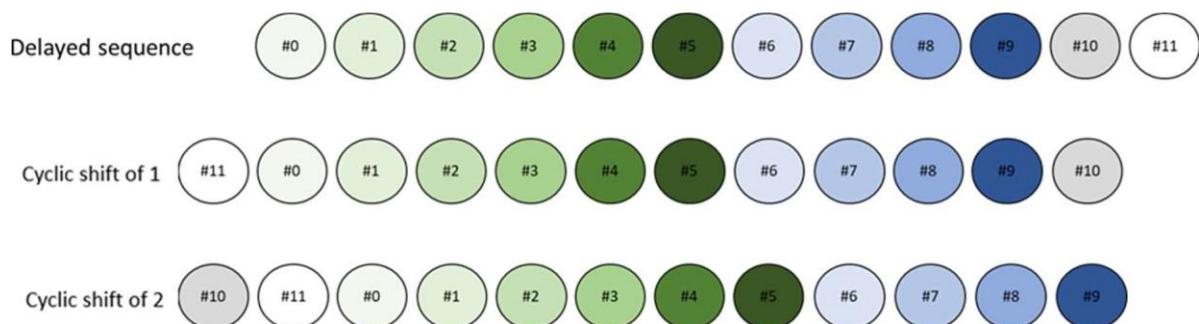 Delayed sequence #0 #1 #2 #3 #4 #5 #6 #7 #8 #9 #10 #11
Cyclic shift of 1 #11 #0 #1 #2 #3 #4 #5 #6 #7 #8 #9 #10
Cyclic shift of 2 #10 #11 #0 #1 #2 #3 #4 #5 #6 #7 #8 #9